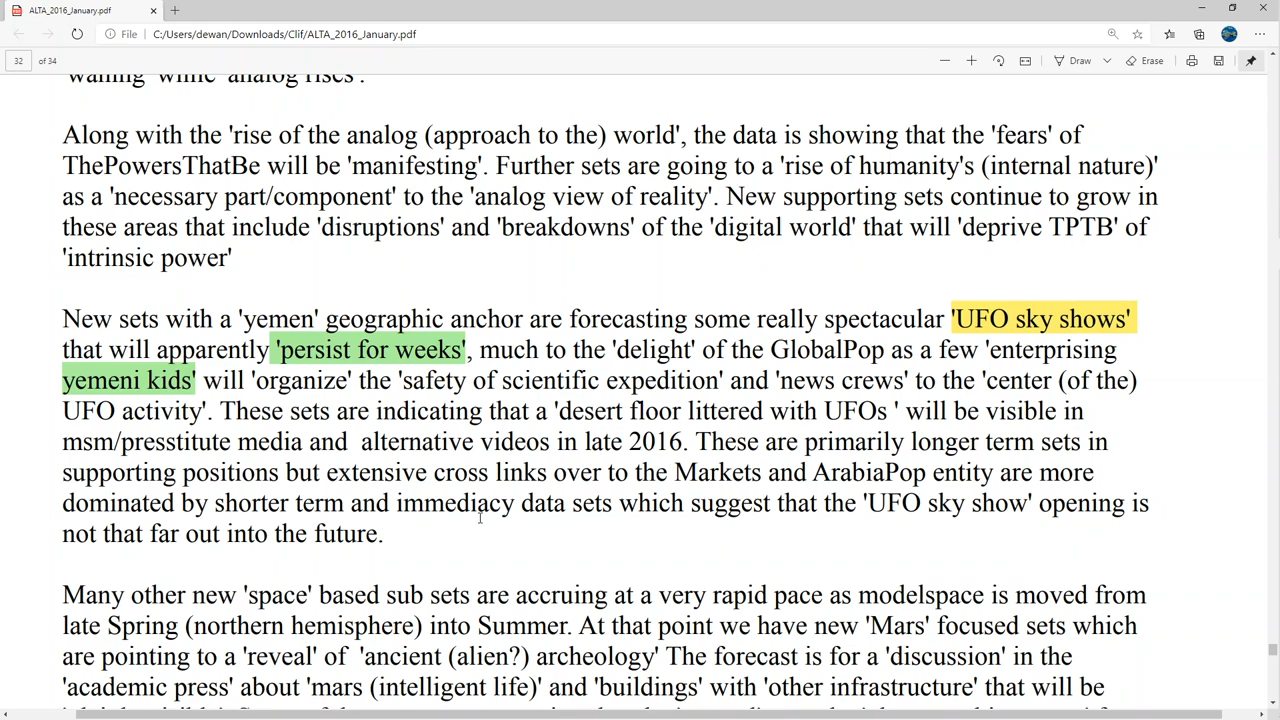 ALTA_2016_January.pdf
File C:/Users/dewan/Downloads/Clif/ALTA_2016_January.pdf
32 of 34 Draw Erase
'wailing' while 'analog rises'.
Along with the 'rise of the analog (approach to the) world', the data is showing that the 'fears' of
ThePowersThatBe will be 'manifesting'. Further sets are going to a 'rise of humanity's (internal nature)'
as a 'necessary part/component' to the 'analog view of reality'. New supporting sets continue to grow in
these areas that include 'disruptions' and 'breakdowns' of the 'digital world' that will 'deprive TPTB' of
'intrinsic power'
New sets with a 'yemen' geographic anchor are forecasting some really spectacular 'UFO sky shows'
that will apparently 'persist for weeks', much to the 'delight' of the GlobalPop as a few 'enterprising
yemeni kids' will 'organize' the 'safety of scientific expedition' and 'news crews' to the 'center (of the)
UFO activity'. These sets are indicating that a 'desert floor littered with UFOs ' will be visible in
msm/presstitute media and  alternative videos in late 2016. These are primarily longer term sets in
supporting positions but extensive cross links over to the Markets and ArabiaPop entity are more
dominated by shorter term and immediacy data sets which suggest that the 'UFO sky show' opening is
not that far out into the future.
Many other new 'space' based sub sets are accruing at a very rapid pace as modelspace is moved from
late Spring (northern hemisphere) into Summer. At that point we have new 'Mars' focused sets which
are pointing to a 'reveal' of  'ancient (alien?) archeology' The forecast is for a 'discussion' in the
'academic press' about 'mars (intelligent life)' and 'buildings' with 'other infrastructure' that will be